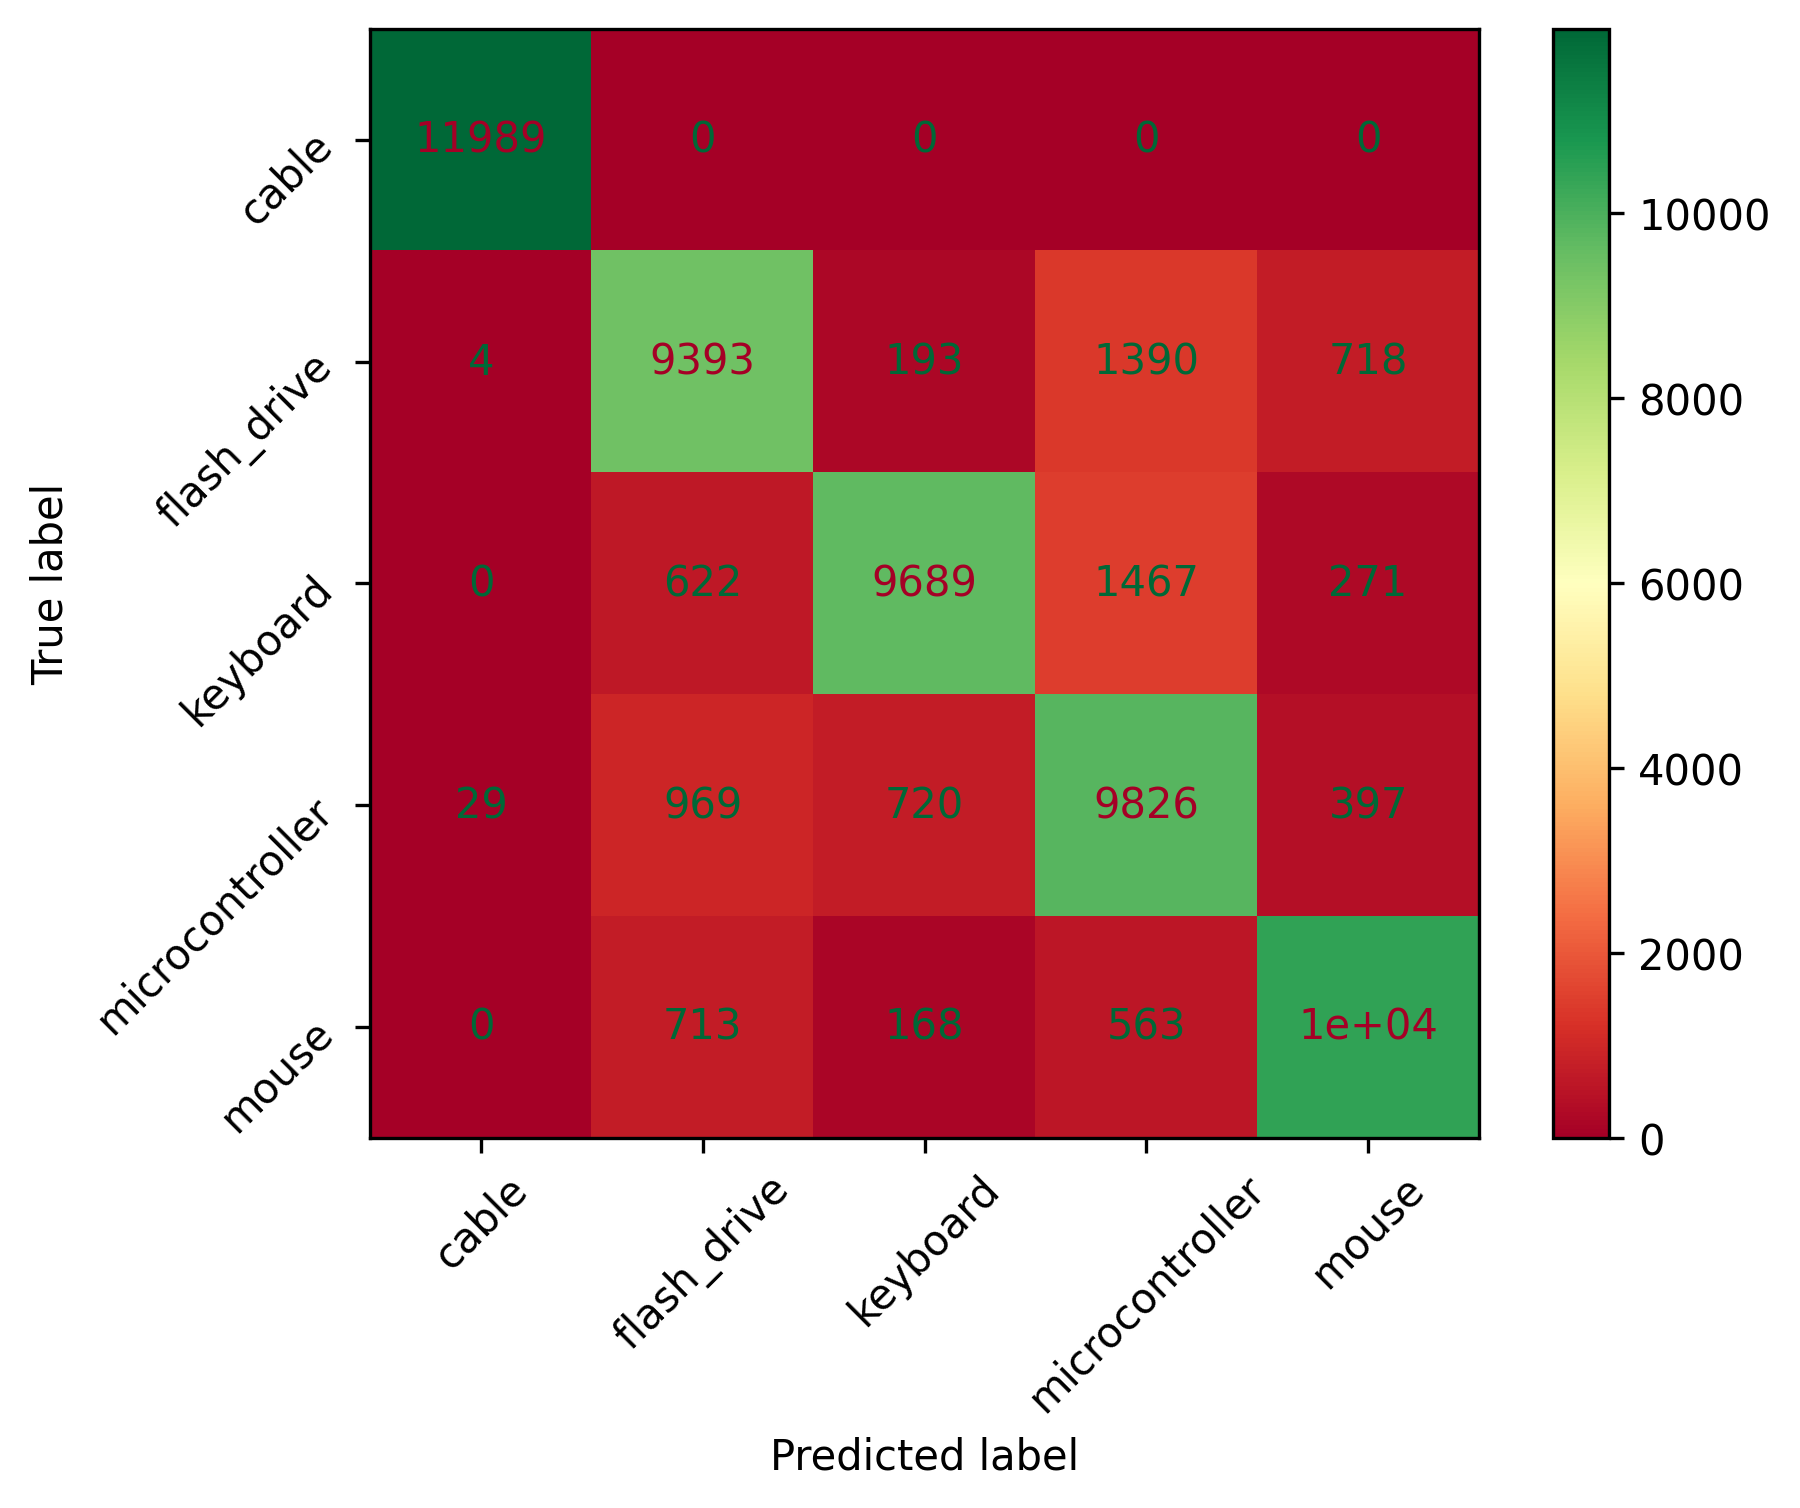 11989 0 0 0 0
4 9393 193 1390 718
0 622 9689 1467 271
29 969 720 9826 397
0 713 168 563 1e+04
cable
flash_drive
keyboard
microcontroller
mouse
True label
cable
flash_drive
keyboard
microcontroller
mouse
Predicted label
10000
8000
6000
4000
2000
0